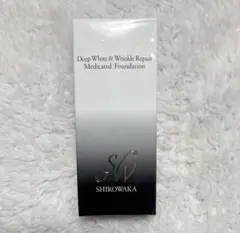 Deep White & Wrinkle Repair
Medicated Foundation
SW
SHIROWAKA